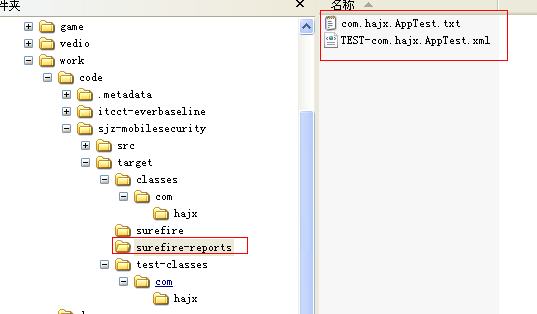 件夹
名称
game
vedio
work
code
.metadata
itcct-everbaseline
sjz-mobilesecurity
src
target
classes
com
hajx
surefire
surefire-reports
test-classes
com
hajx
com.hajx.AppTest.txt
TEST-com.hajx.AppTest.xml